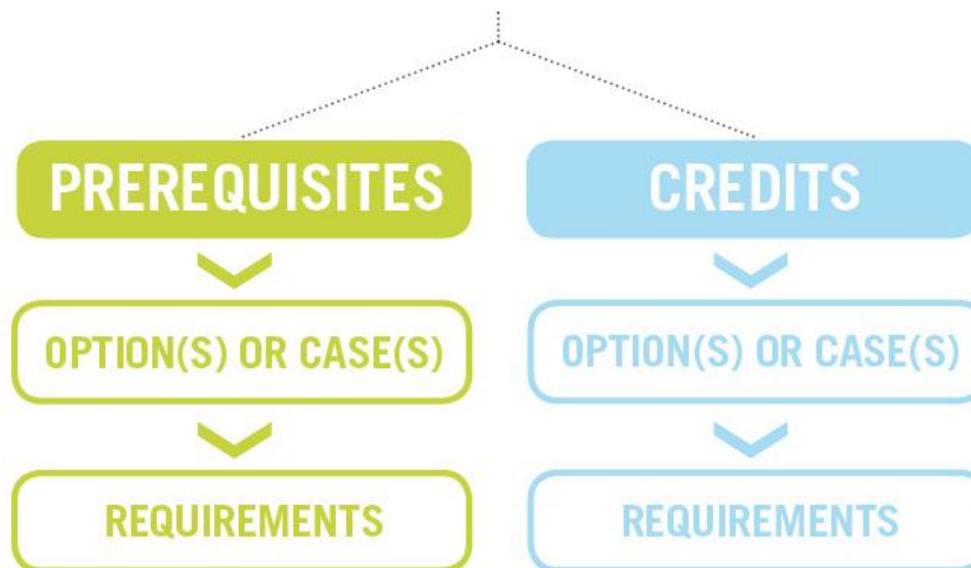 PREREQUISITES
OPTION(S) OR CASE(S)
REQUIREMENTS
CREDITS
OPTION(S) OR CASE(S)
REQUIREMENTS